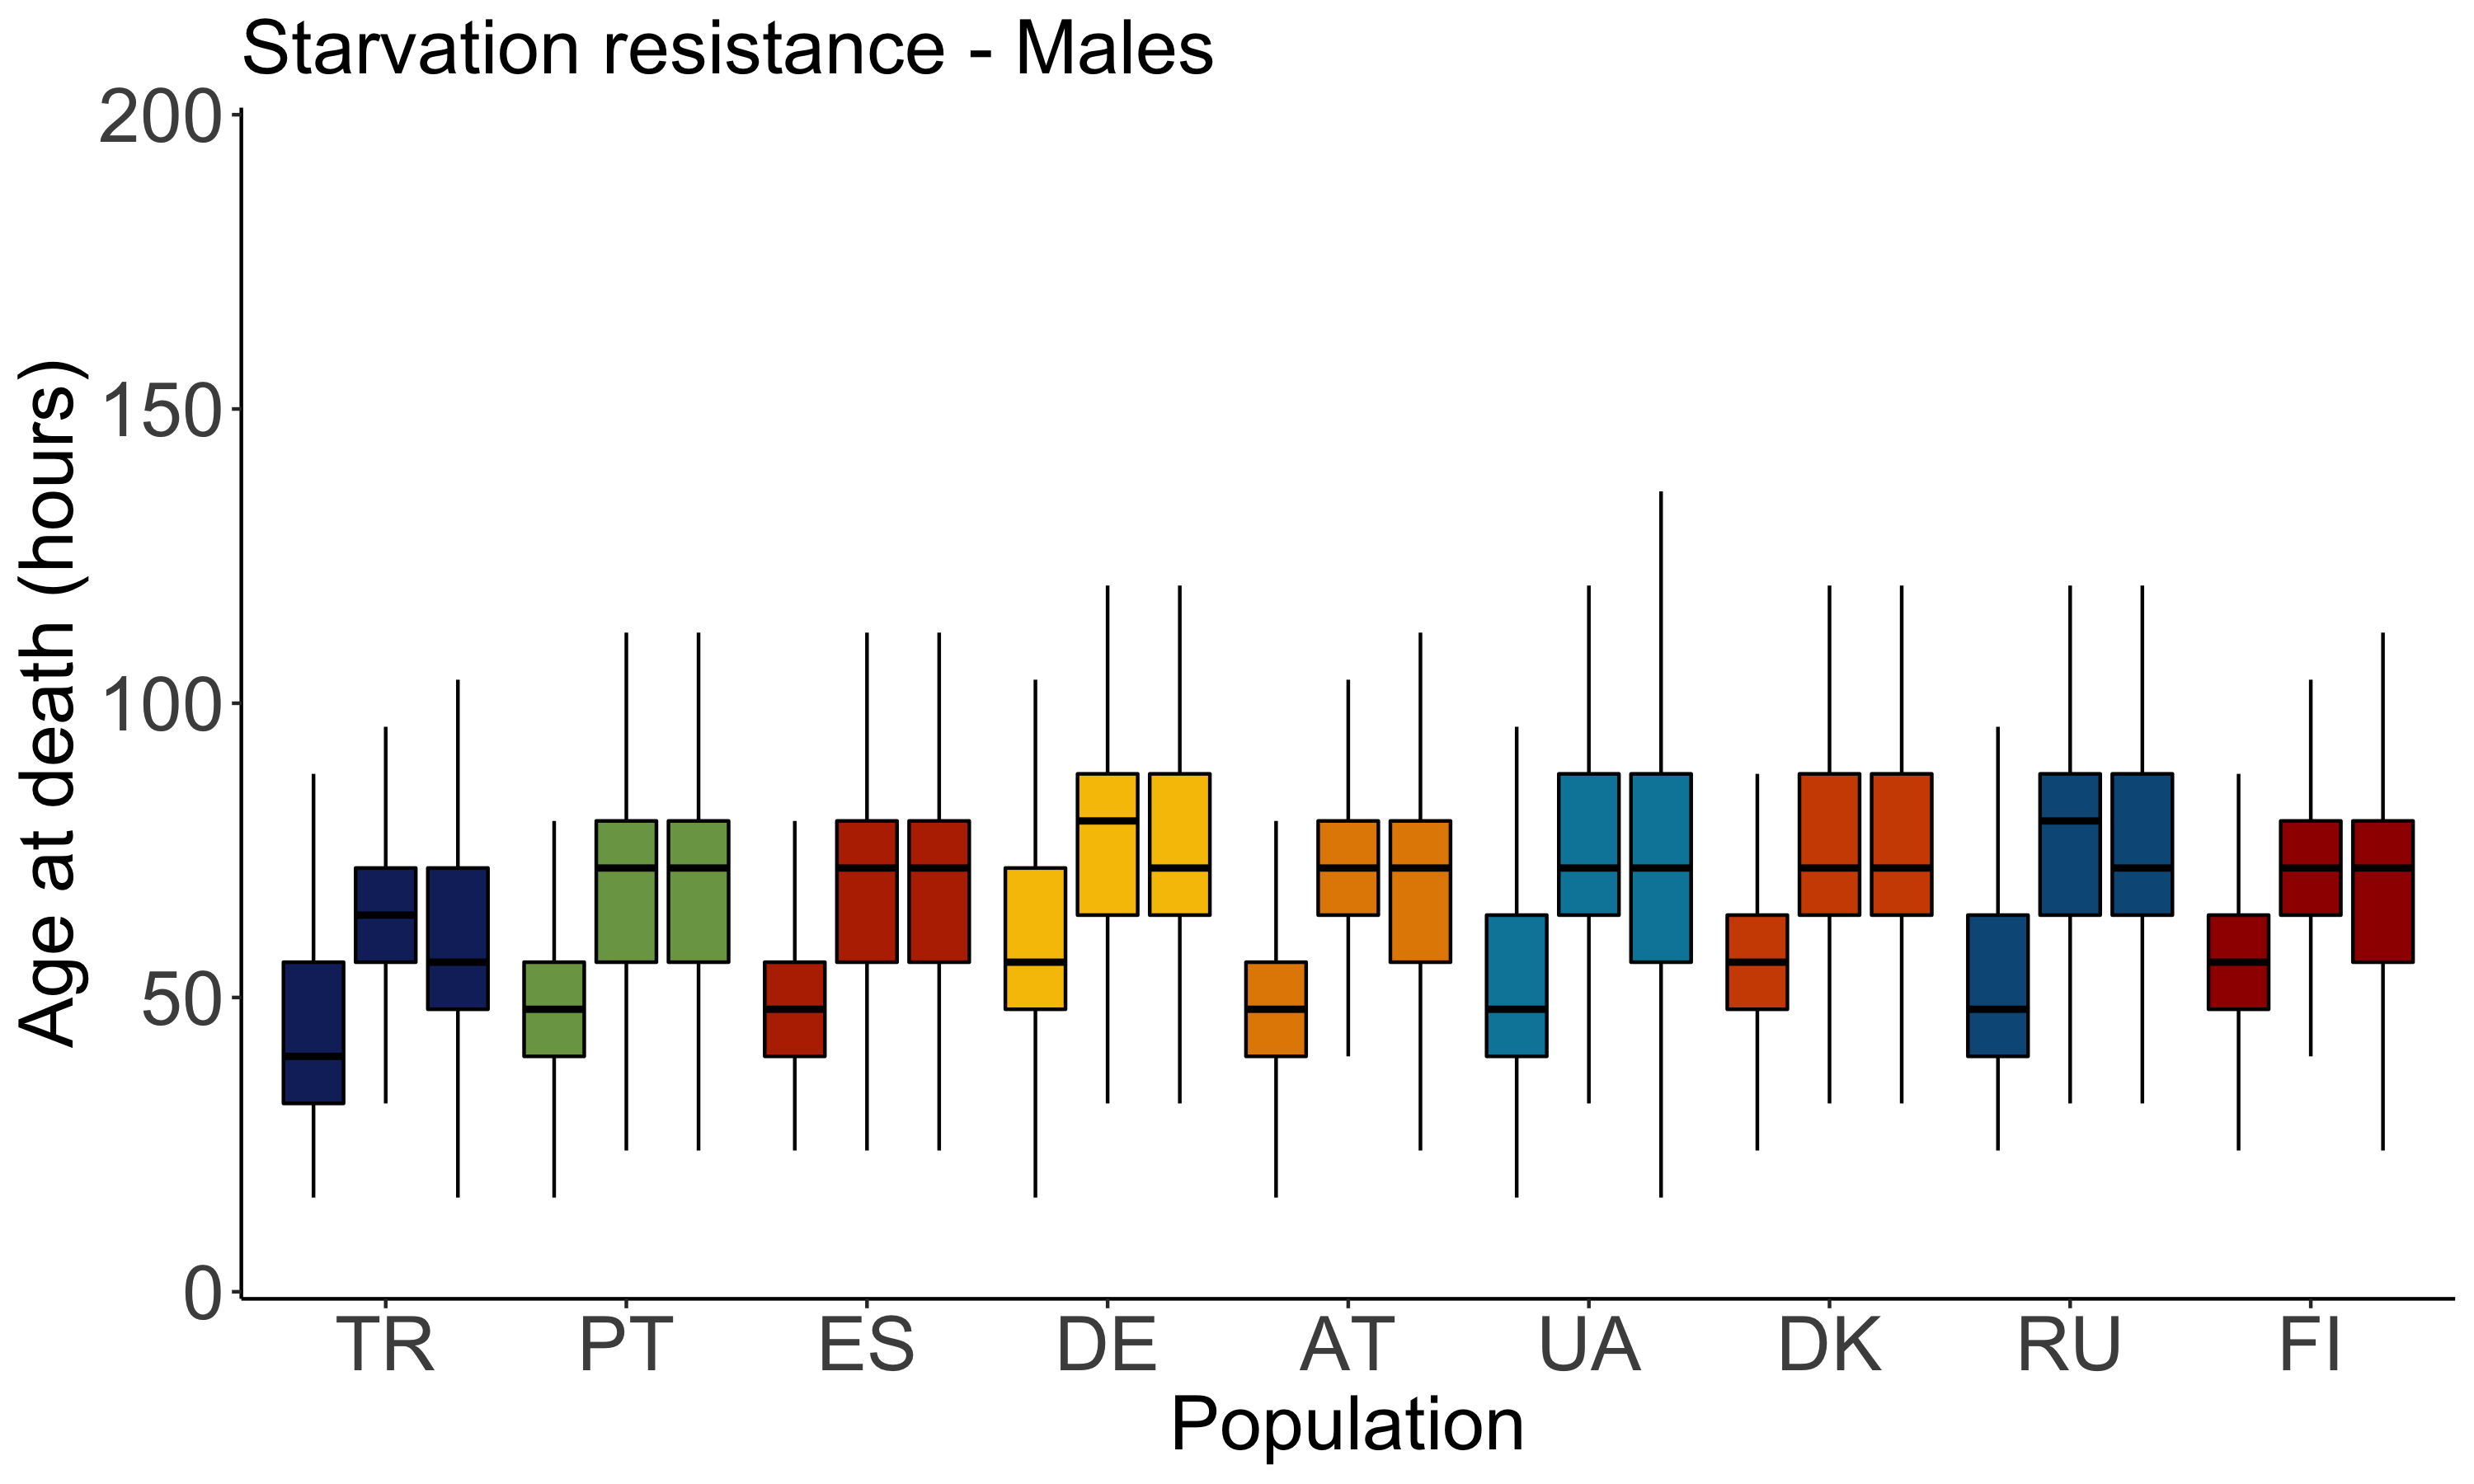 Starvation resistance - Males
200
150
100
50
0
Age at death (hours)
TR PT ES DE AT UA DK RU FI
Population